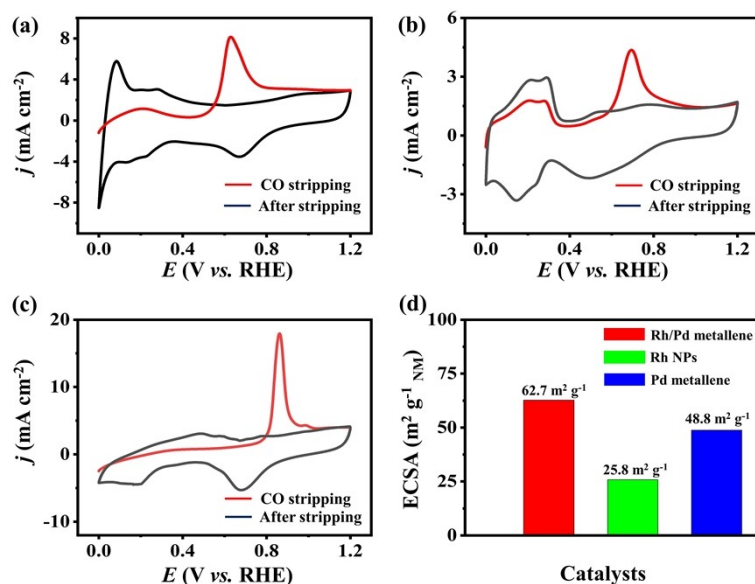 (a)
8
4
0
-4
-8
j (mA cm⁻²)
CO stripping
After stripping
0.0 0.4 0.8 1.2
E (V vs. RHE)
(b)
6
3
0
-3
j (mA cm⁻²)
CO stripping
After stripping
0.0 0.4 0.8 1.2
E (V vs. RHE)
(c)
20
10
0
-10
j (mA cm⁻²)
CO stripping
After stripping
0.0 0.4 0.8 1.2
E (V vs. RHE)
(d)
100
75
50
25
0
ECSA (m² g⁻¹ NM)
Rh/Pd metallene
Rh NPs
Pd metallene
62.7 m² g⁻¹
25.8 m² g⁻¹
48.8 m² g⁻¹
Catalysts